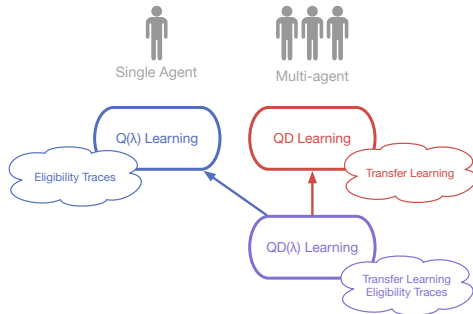 Single Agent
Multi-agent
Q(λ) Learning
QD Learning
Eligibility Traces
Transfer Learning
QD(λ) Learning
Transfer Learning
Eligibility Traces